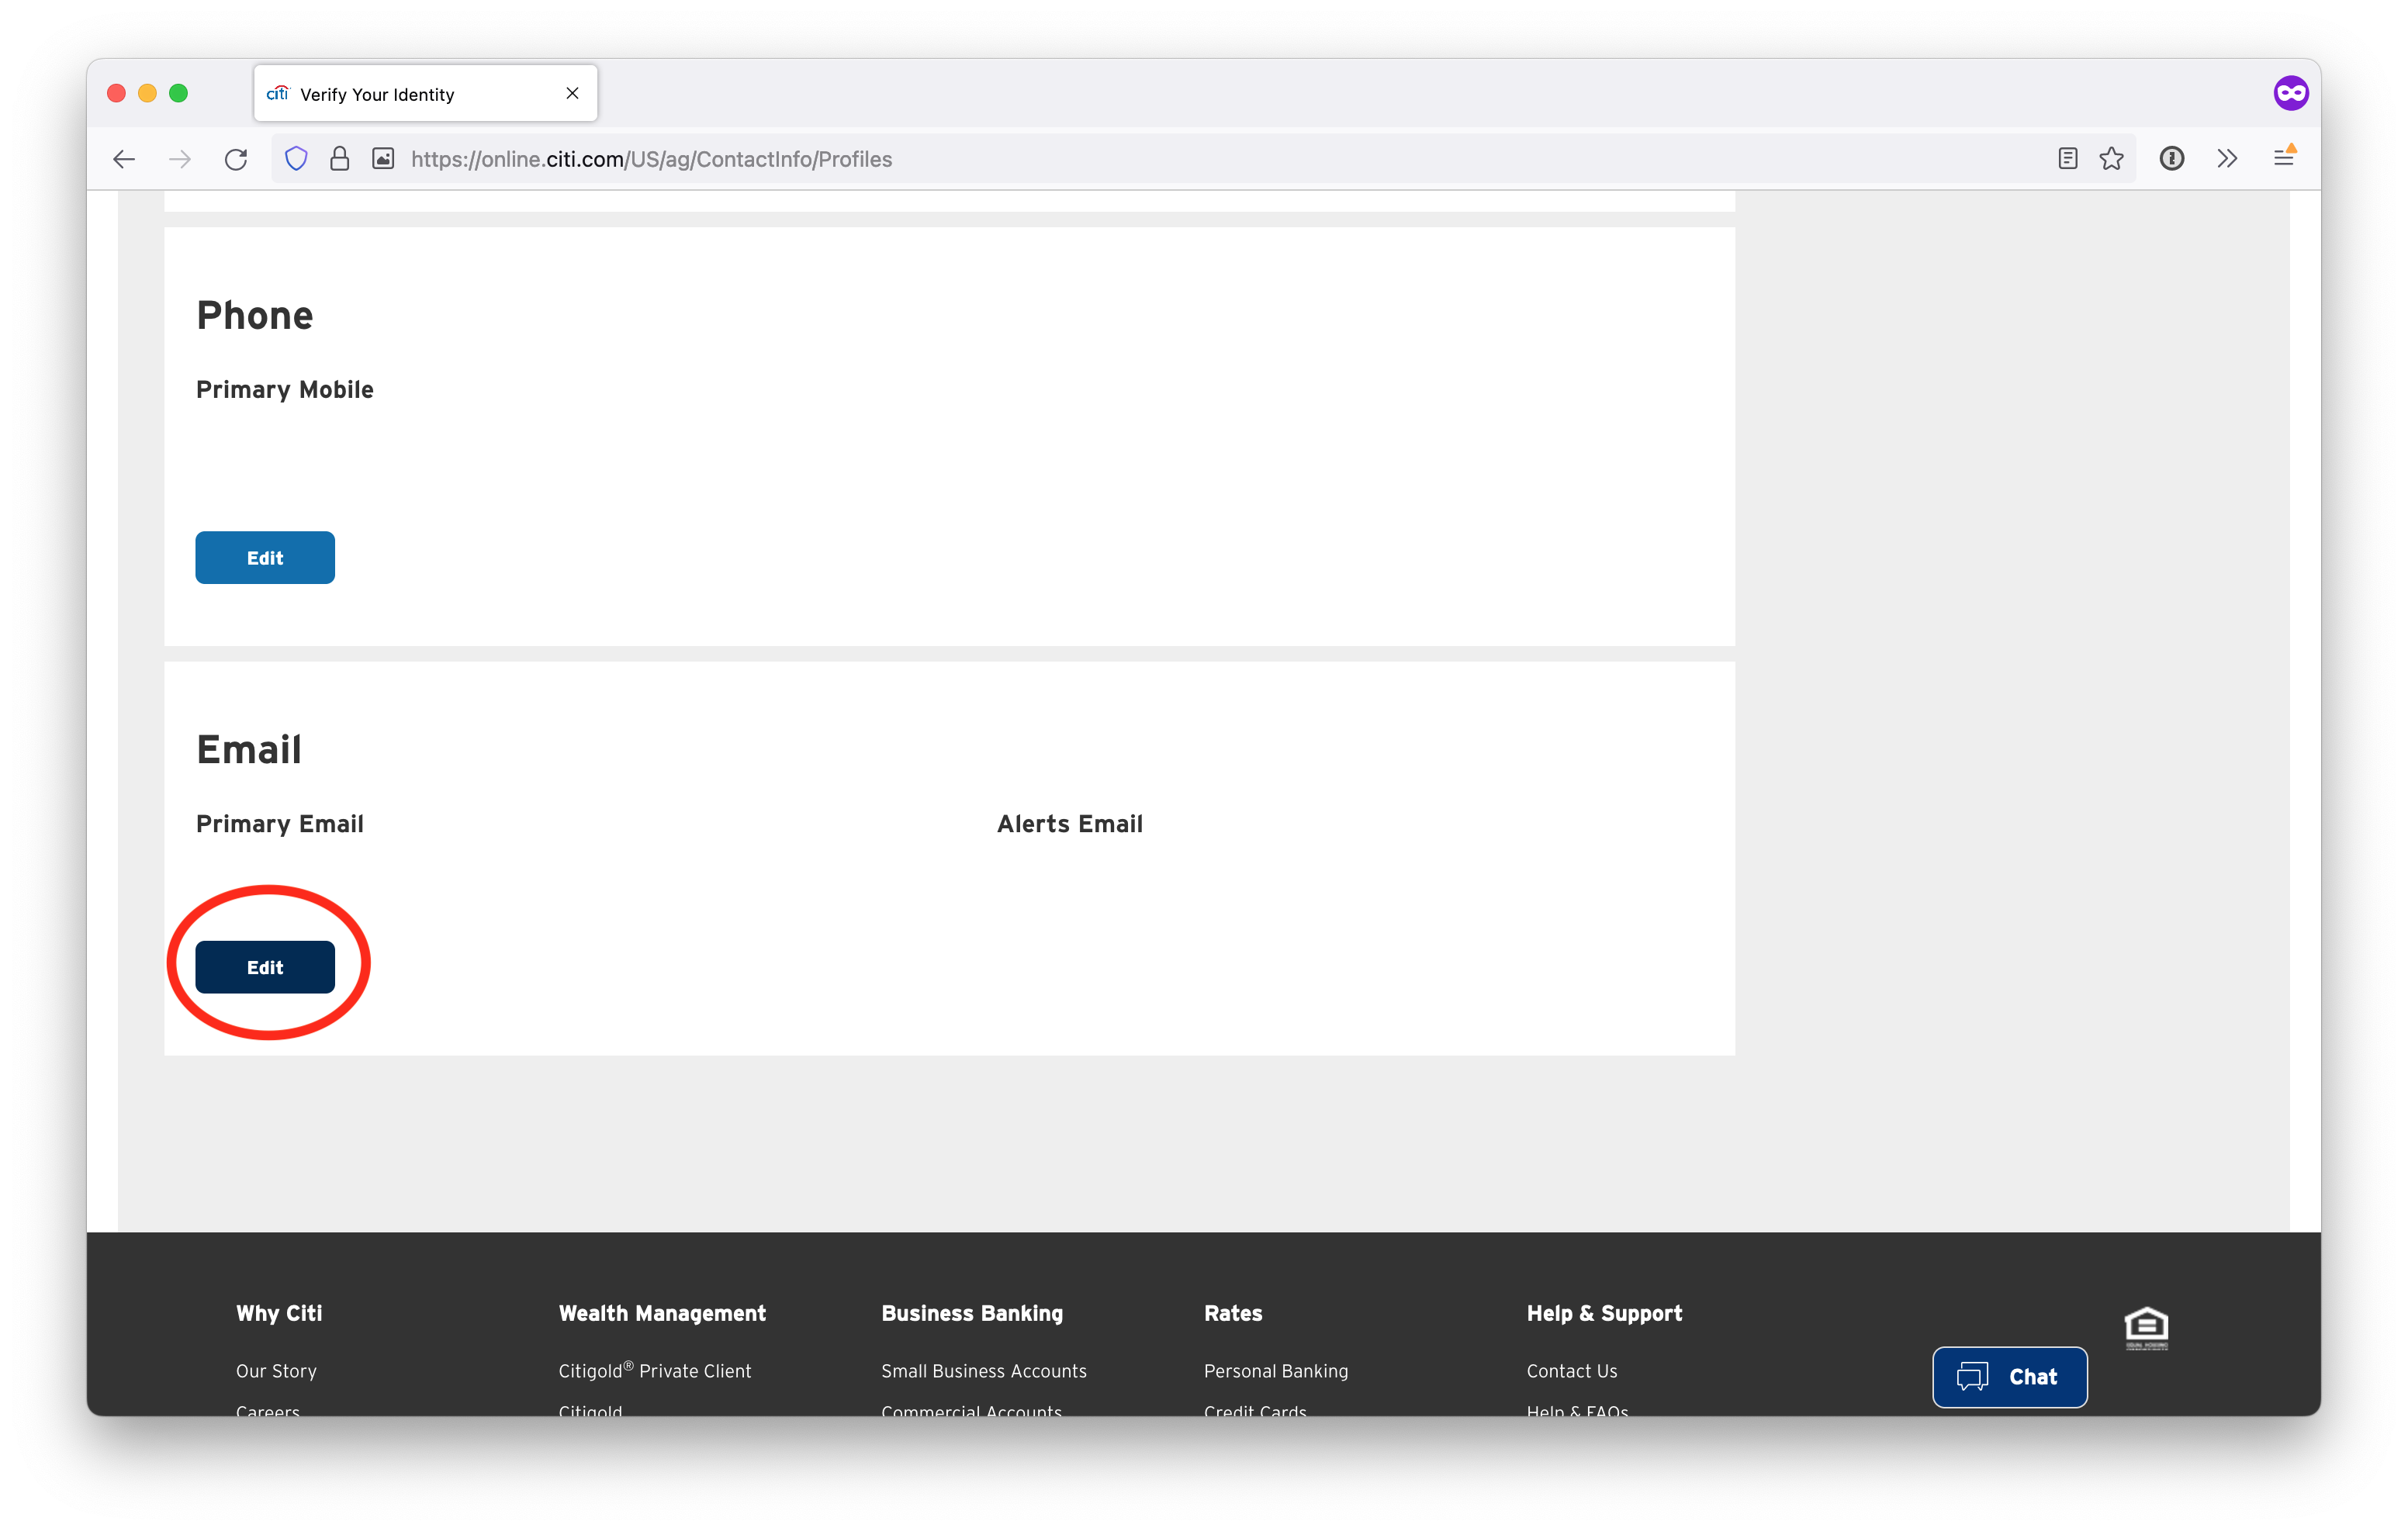 citi Verify Your Identity
https://online.citi.com/US/ag/ContactInfo/Profiles
Phone
Primary Mobile
Edit
Email
Primary Email Alerts Email
Edit
Why Citi Wealth Management Business Banking Rates Help & Support
Our Story Citigold® Private Client Small Business Accounts Personal Banking Contact Us
Chat
Careers Citigold Commercial Accounts Credit Cards Help & FAQs